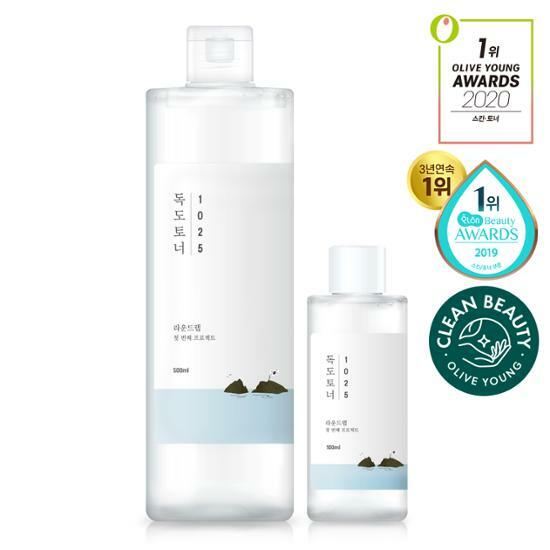 독도토너
1025
라운드랩
첫 번째 프로젝트
500ml
독도토너
1025
라운드랩
첫 번째 프로젝트
100ml
1위
OLIVE YOUNG
AWARDS
2020
스킨·토너
3년연속
1위
1위
Beauty
AWARDS
2019
CLEAN BEAUTY
OLIVE YOUNG